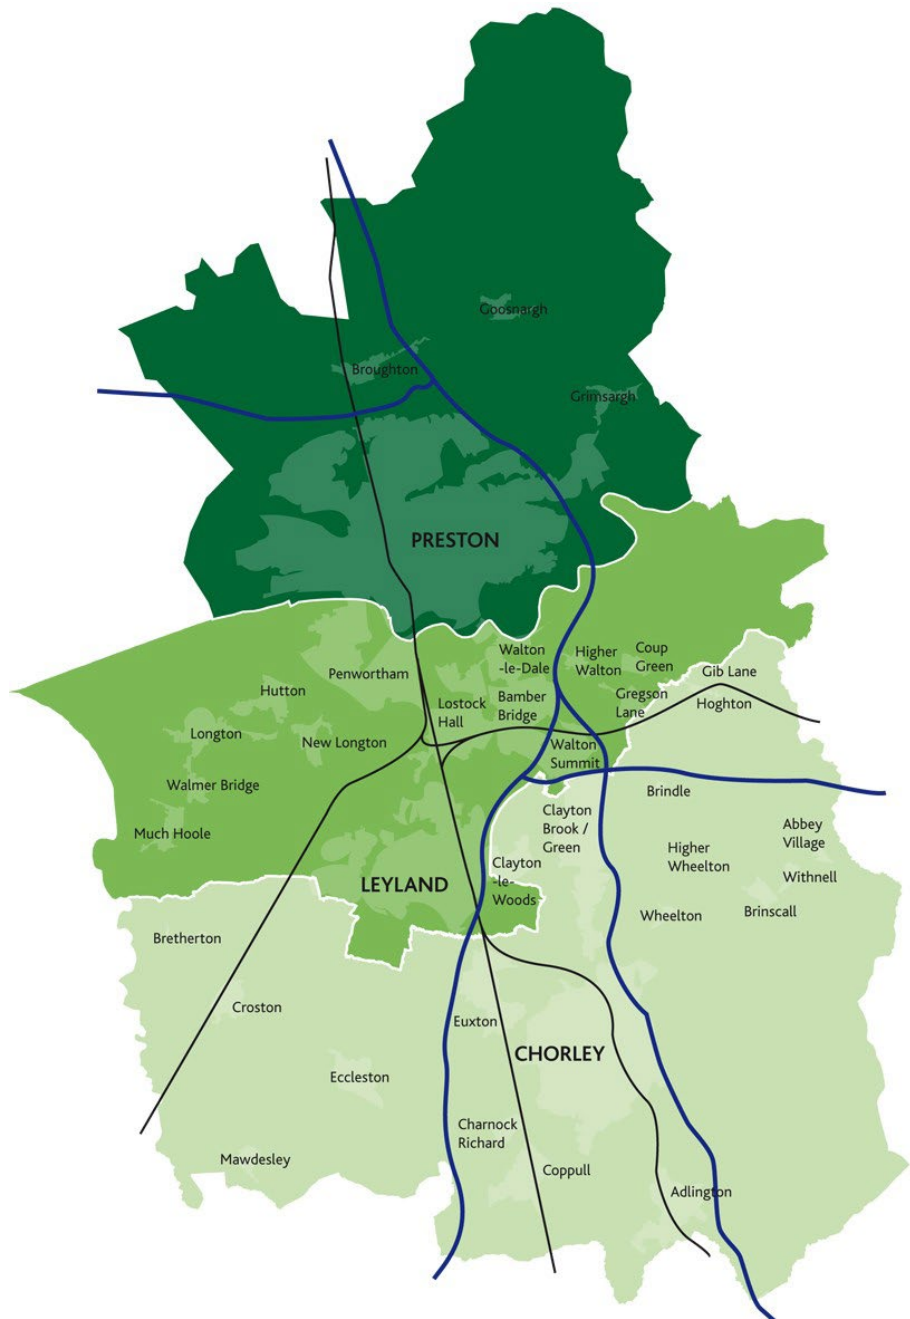 Goosnargh
Broughton
Grimsargh
PRESTON
Walton
-le-Dale
Higher
Walton
Coup
Green
Gib Lane
Penwortham
Hutton
Lostock
Hall
Bamber
Bridge
Gregson
Lane
Hoghton
Longton
New Longton
Walton
Summit
Walmer Bridge
Brindle
Much Hoole
Clayton
Brook /
Green
Abbey
Village
Higher
Wheelton
LEYLAND
Clayton
-le-
Woods
Withnell
Wheelton
Brinscall
Bretherton
Croston
Euxton
CHORLEY
Eccleston
Charnock
Richard
Mawdesley
Coppull
Adlington